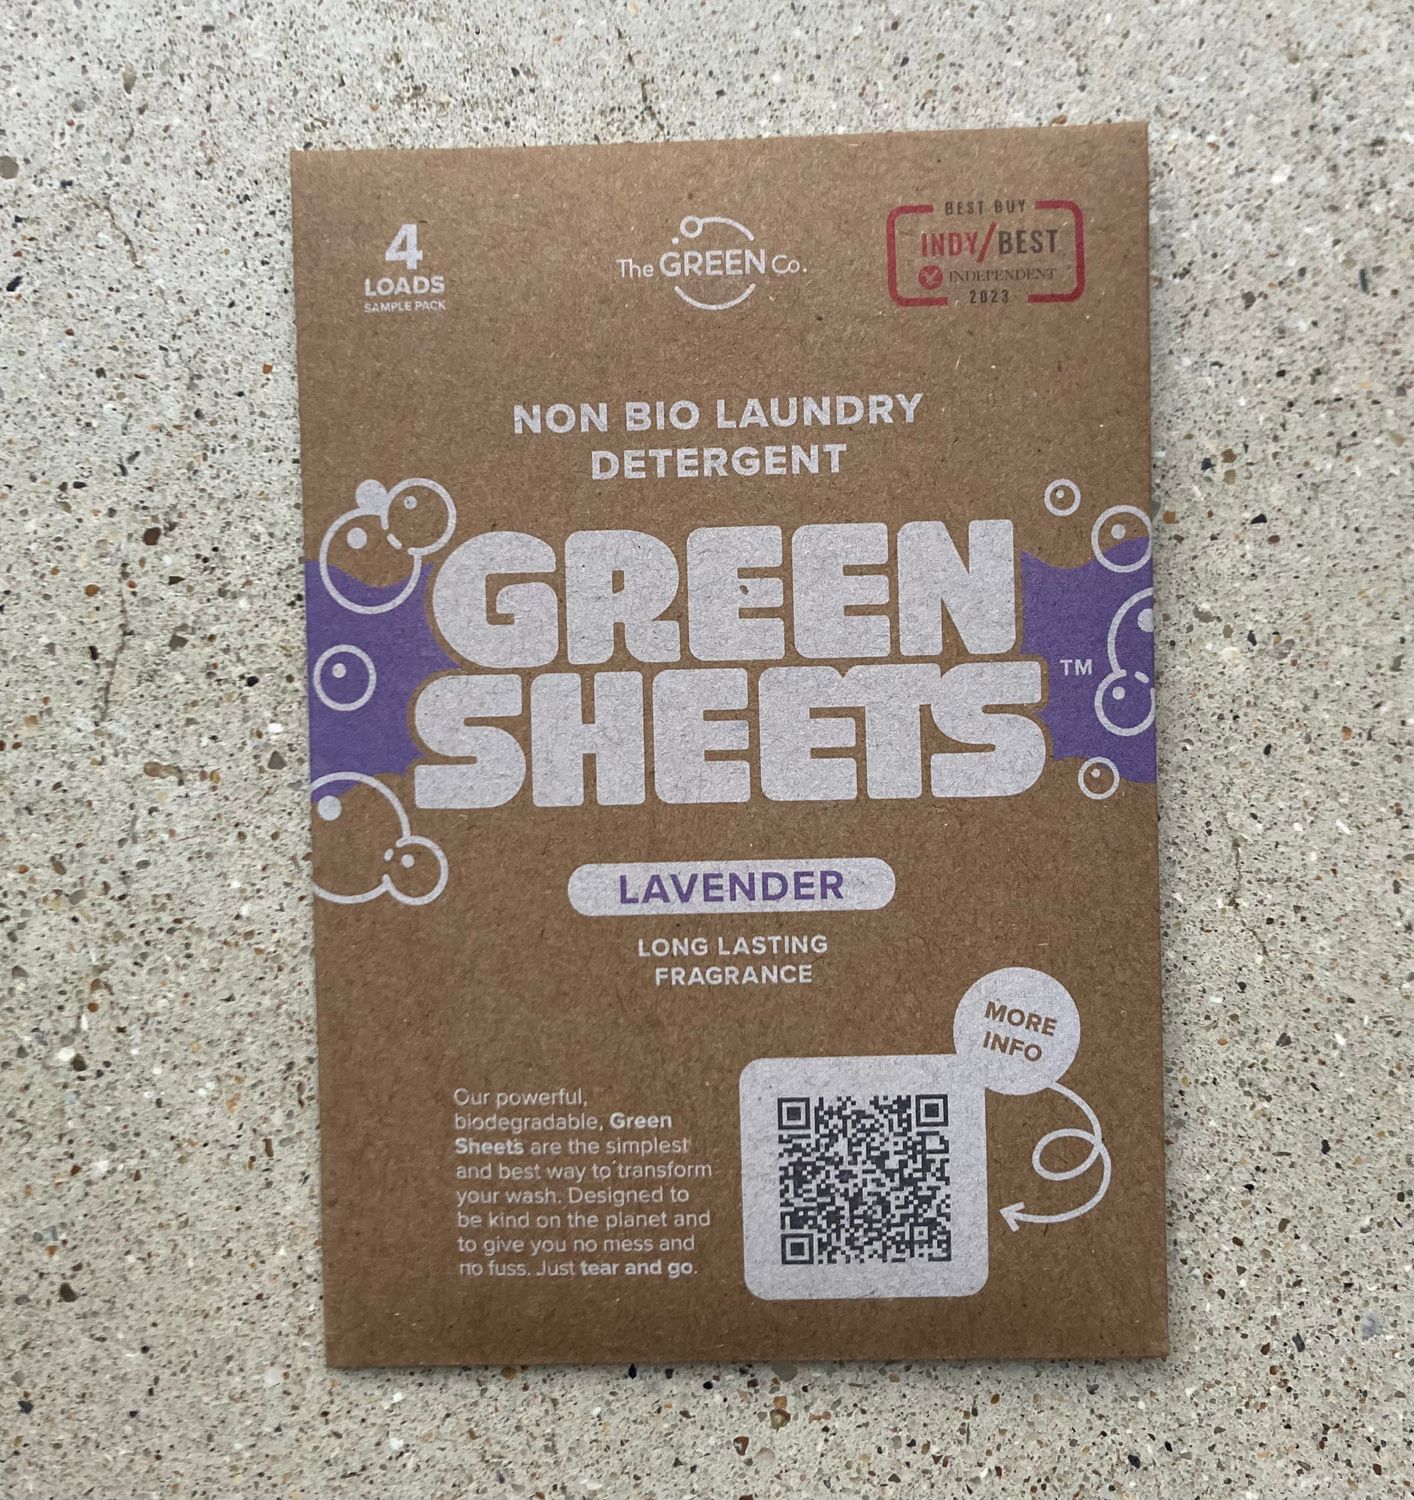 4
LOADS
SAMPLE PACK
The GREEN Co.
BEST BUY
INDY/BEST
INDEPENDENT
2023
NON BIO LAUNDRY
DETERGENT
GREEN
SHEETS
TM
LAVENDER
LONG LASTING
FRAGRANCE
MORE
INFO
Our powerful,
biodegradable, Green
Sheets are the simplest
and best way to transform
your wash. Designed to
be kind on the planet and
to give you no mess and
no fuss. Just tear and go.